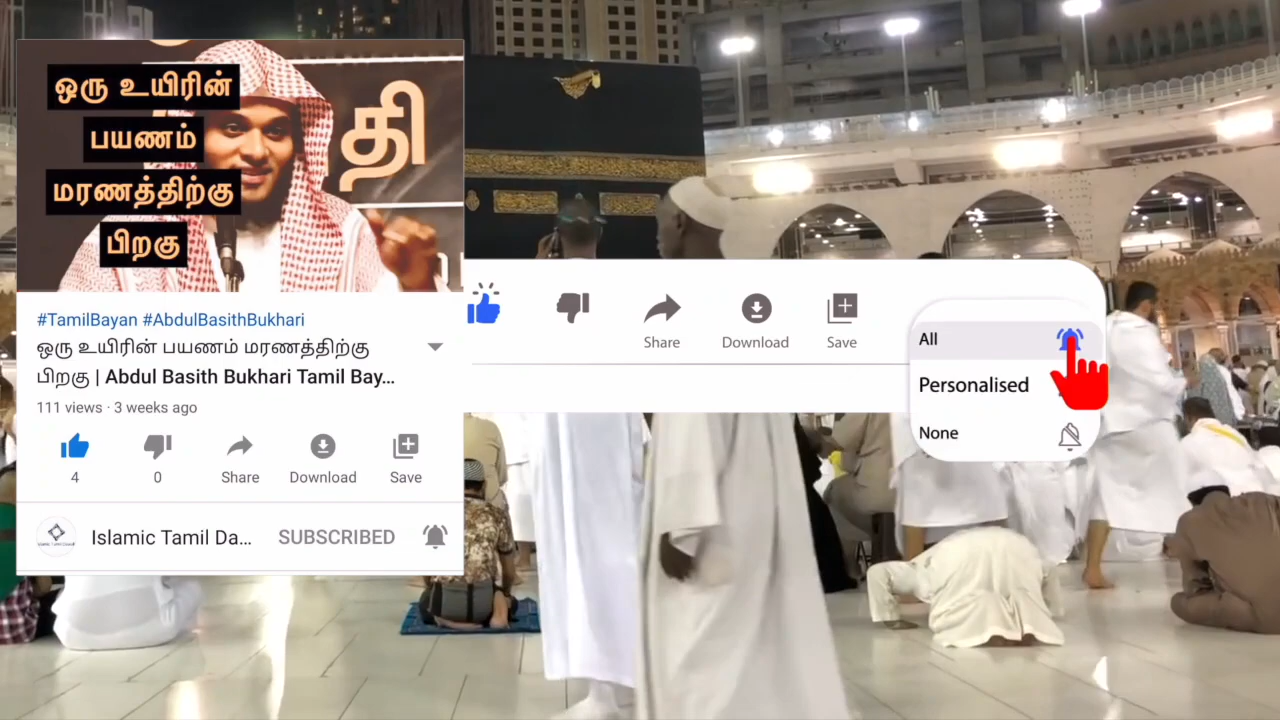 ஒரு உயிரின்
பயணம்
மரணத்திற்கு
பிறகு
தி
#TamilBayan #AbdulBasithBukhari
ஒரு உயிரின் பயணம் மரணத்திற்கு
பிறகு | Abdul Basith Bukhari Tamil Bay...
111 views · 3 weeks ago
4
0
Share
Download
Save
Islamic Tamil Da...
SUBSCRIBED
Share
Download
Save
All
Personalised
None